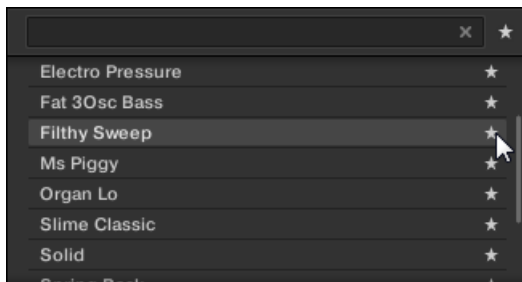 Electro Pressure
Fat 3Osc Bass
Filthy Sweep
Ms Piggy
Organ Lo
Slime Classic
Solid